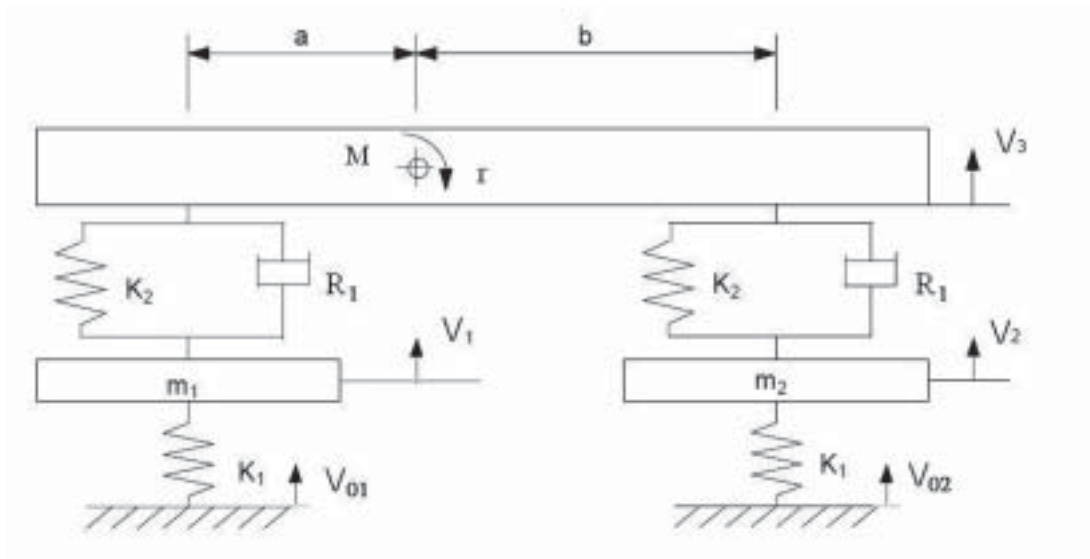 a b
M r V3
K2 R1 K2 R1
V1 V2
m1 m2
K1 V01 K1 V02